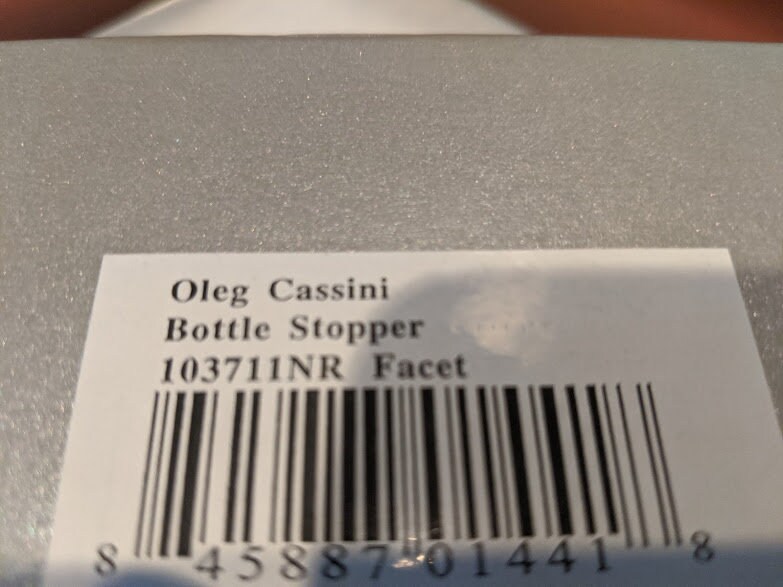 Oleg Cassini
Bottle Stopper
103711NR Facet
8 45887 01441 8